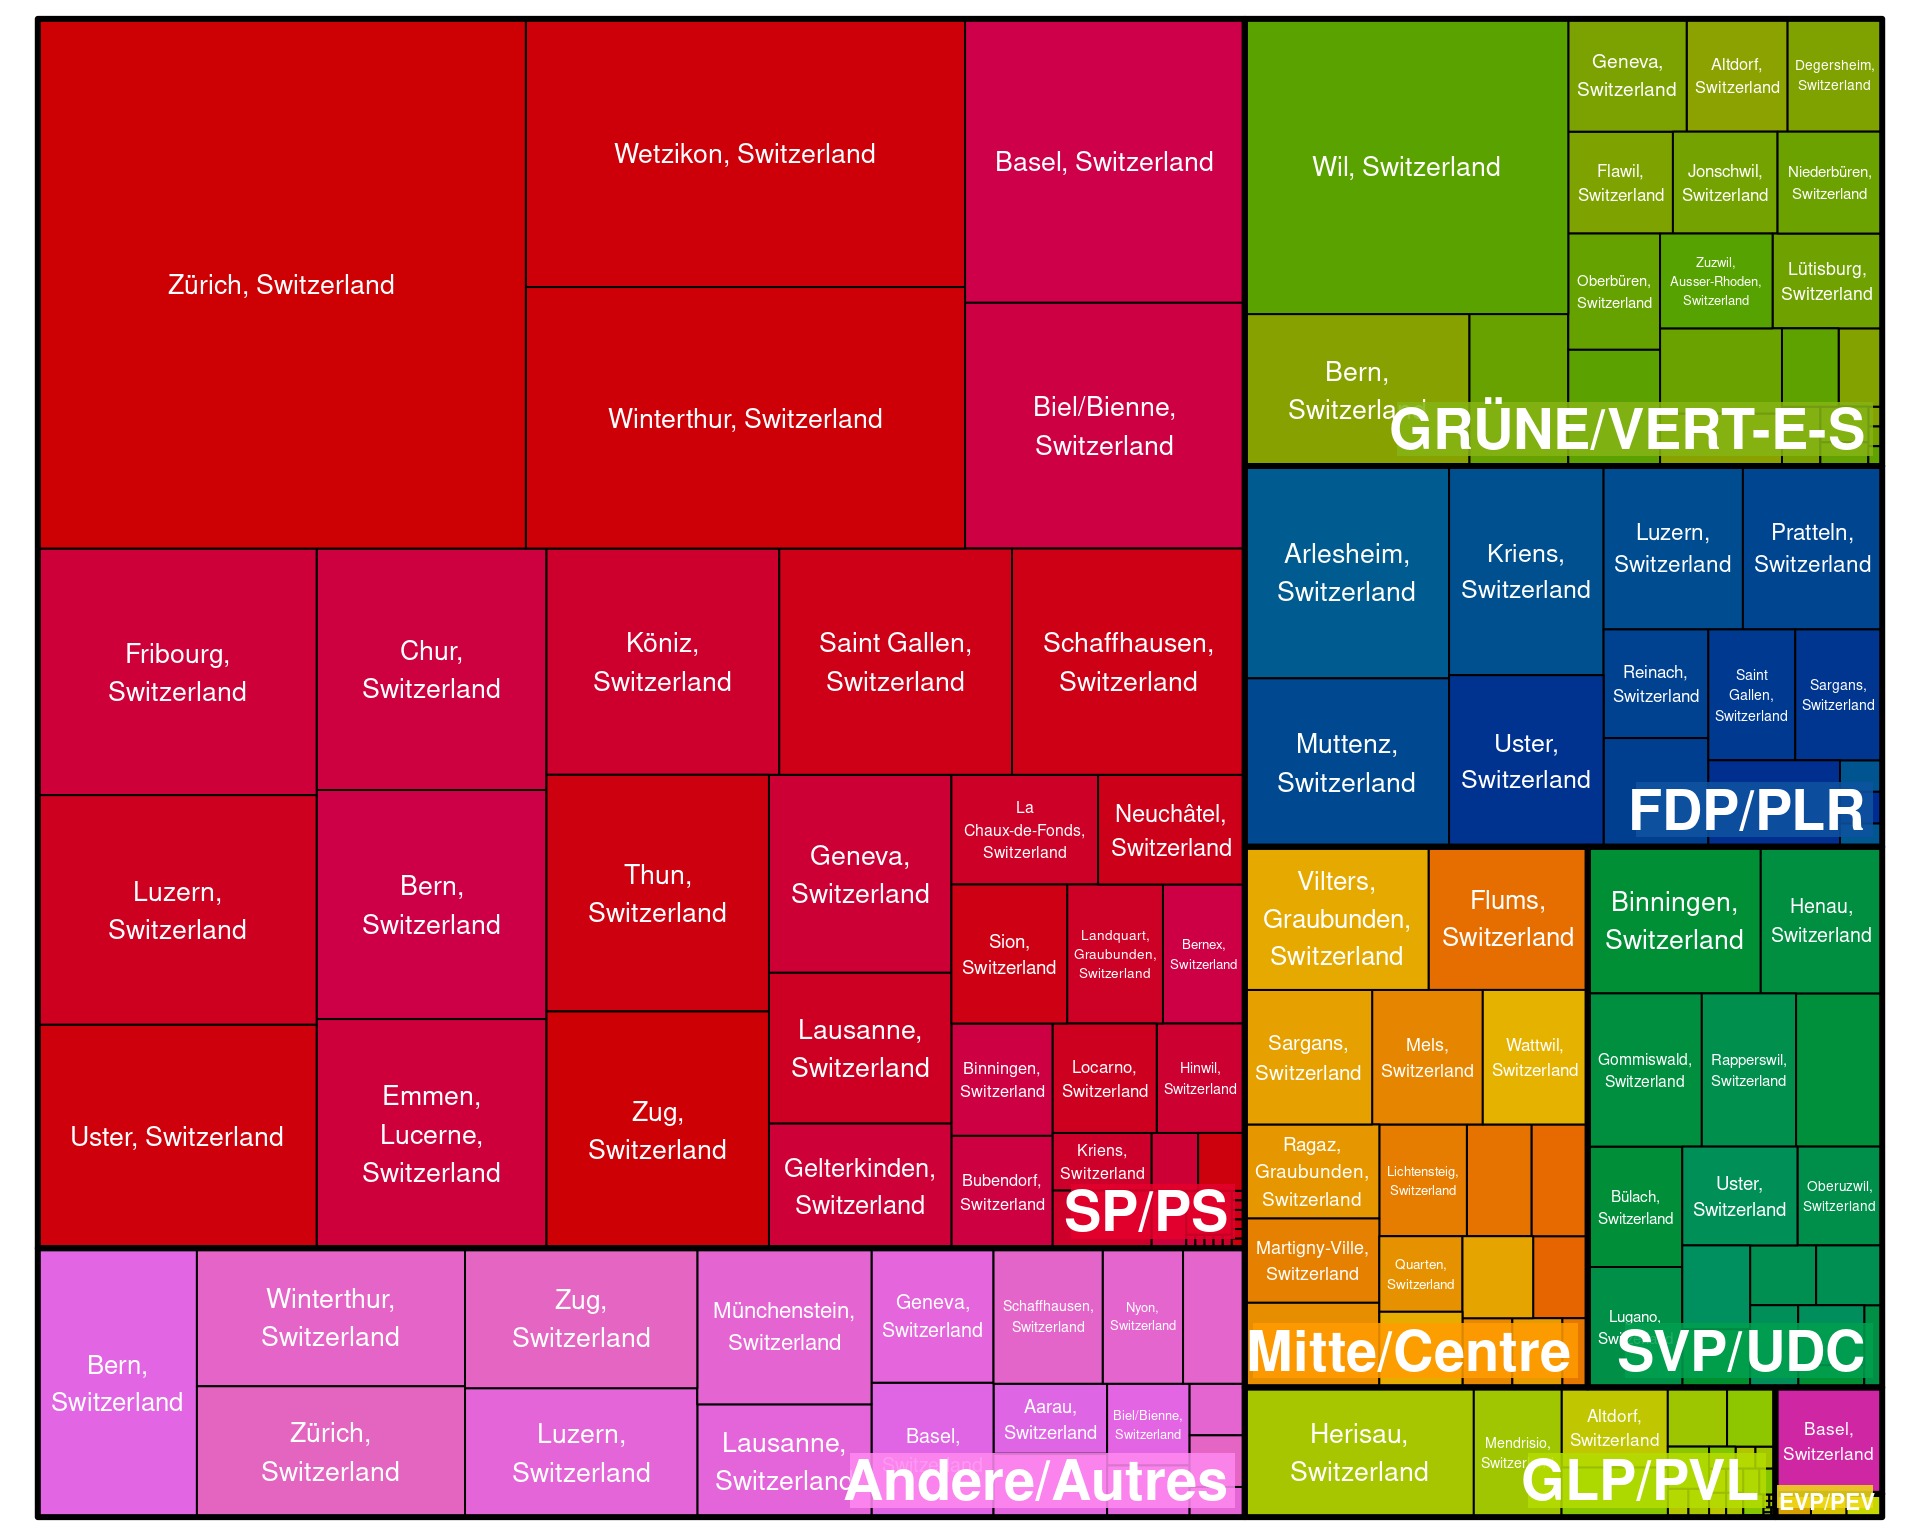 Zürich, Switzerland
Wetzikon, Switzerland
Winterthur, Switzerland
Basel, Switzerland
Biel/Bienne,
Switzerland
Fribourg,
Switzerland
Chur,
Switzerland
Köniz,
Switzerland
Saint Gallen,
Switzerland
Schaffhausen,
Switzerland
Luzern,
Switzerland
Bern,
Switzerland
Thun,
Switzerland
Geneva,
Switzerland
La
Chaux-de-Fonds,
Switzerland
Neuchâtel,
Switzerland
Sion,
Switzerland
Landquart,
Graubunden,
Switzerland
Bernex,
Switzerland
Uster, Switzerland
Emmen,
Lucerne,
Switzerland
Zug,
Switzerland
Lausanne,
Switzerland
Gelterkinden,
Switzerland
Binningen,
Switzerland
Locarno,
Switzerland
Hinwil,
Switzerland
Bubendorf,
Switzerland
Kriens,
Switzerland
SP/PS
Bern,
Switzerland
Winterthur,
Switzerland
Zürich,
Switzerland
Zug,
Switzerland
Luzern,
Switzerland
Münchenstein,
Switzerland
Lausanne,
Switzerland
Geneva,
Switzerland
Basel,
Switzerland
Schaffhausen,
Switzerland
Nyon,
Switzerland
Aarau,
Switzerland
Biel/Bienne,
Switzerland
Andere/Autres
Wil, Switzerland
Bern,
Switzerland
Geneva,
Switzerland
Altdorf,
Switzerland
Degersheim,
Switzerland
Flawil,
Switzerland
Jonschwil,
Switzerland
Niederbüren,
Switzerland
Oberbüren,
Switzerland
Zuzwil,
Ausser-Rhoden,
Switzerland
Lütisburg,
Switzerland
GRÜNE/VERT-E-S
Arlesheim,
Switzerland
Kriens,
Switzerland
Luzern,
Switzerland
Pratteln,
Switzerland
Muttenz,
Switzerland
Uster,
Switzerland
Reinach,
Switzerland
Saint
Gallen,
Switzerland
Sargans,
Switzerland
FDP/PLR
Vilters,
Graubunden,
Switzerland
Flums,
Switzerland
Sargans,
Switzerland
Mels,
Switzerland
Wattwil,
Switzerland
Ragaz,
Graubunden,
Switzerland
Lichtensteig,
Switzerland
Martigny-Ville,
Switzerland
Quarten,
Switzerland
Mitte/Centre
Binningen,
Switzerland
Henau,
Switzerland
Gommiswald,
Switzerland
Rapperswil,
Switzerland
Bülach,
Switzerland
Uster,
Switzerland
Oberuzwil,
Switzerland
Lugano,
SVP/UDC
Herisau,
Switzerland
Mendrisio,
Altdorf,
Switzerland
GLP/PVL
Basel,
Switzerland
EVP/PEV